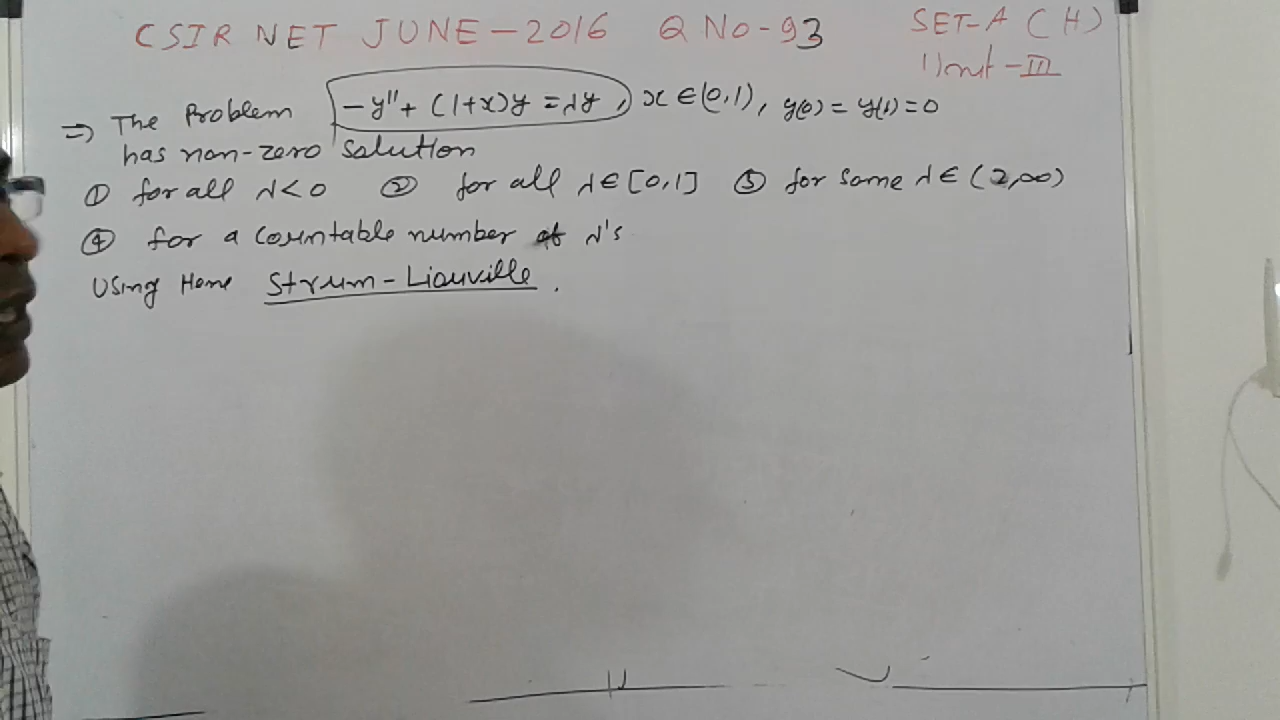 CSIR NET JUNE-2016 Q NO-93 SET-A (H)
Unit-III
⇒ The Problem -y''+ (1+x)y = λy, x ∈ (0,1), y(0) = y(1) = 0
has non-zero solution
① for all λ<0 ② for all λ ∈ [0,1] ③ for some λ ∈ (2,∞)
④ for a countable number of λ's
Using Here Strum-Liouville.